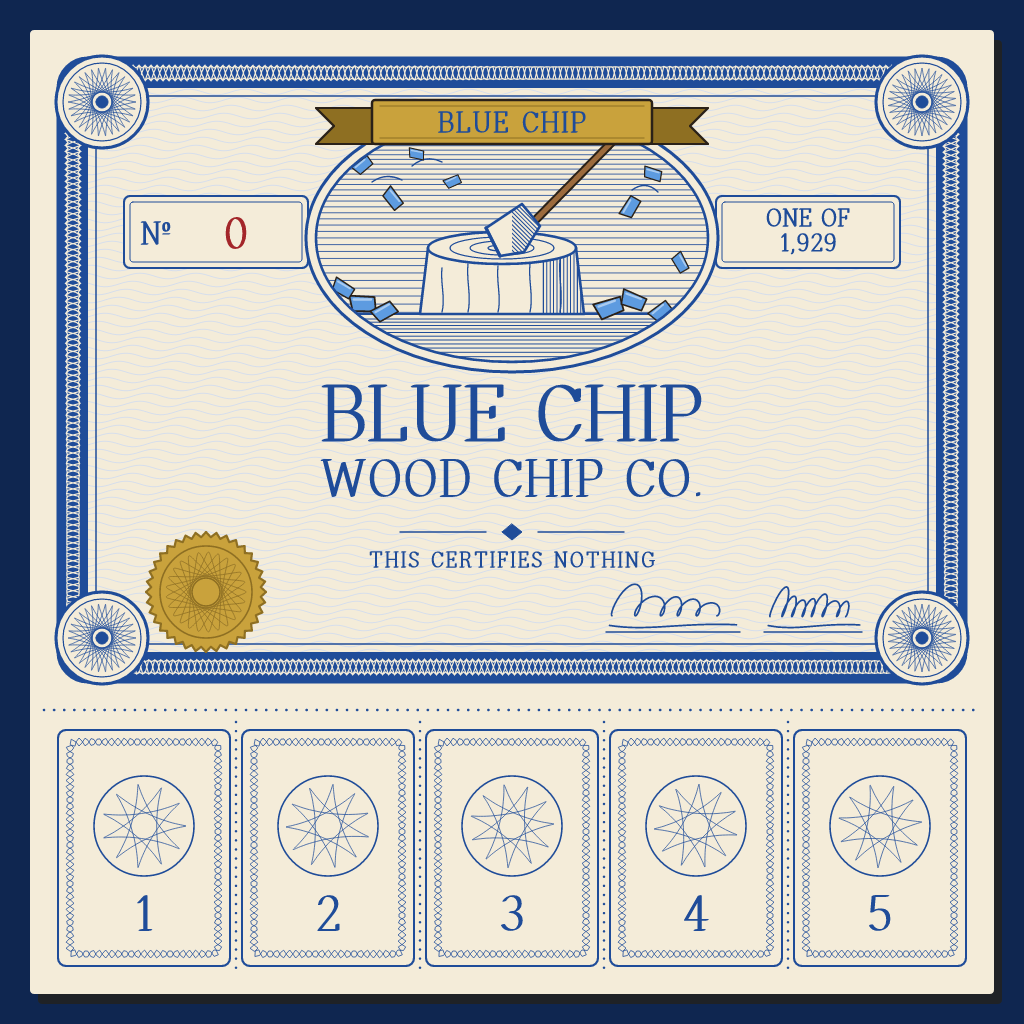 BLUE CHIP
Nº 0
ONE OF
1,929
BLUE CHIP
WOOD CHIP CO.
THIS CERTIFIES NOTHING
1
2
3
4
5